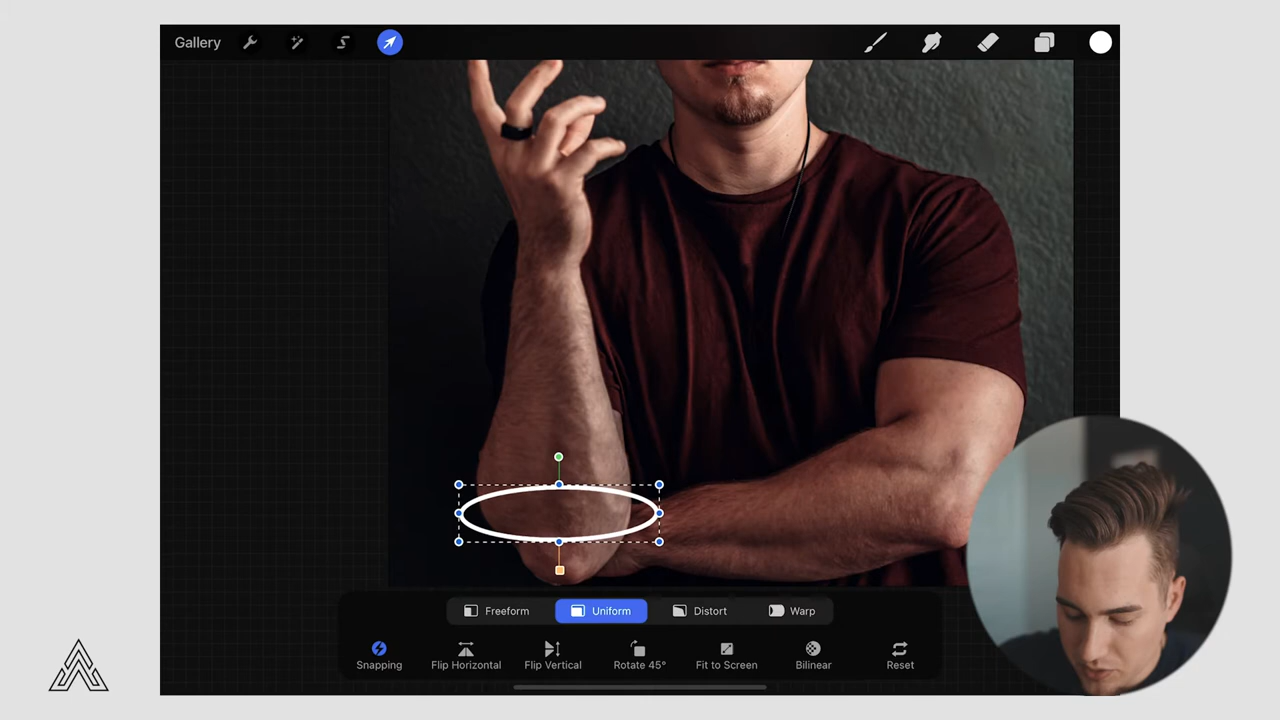 Gallery
Freeform Uniform Distort Warp
Snapping Flip Horizontal Flip Vertical Rotate 45° Fit to Screen Bilinear Reset